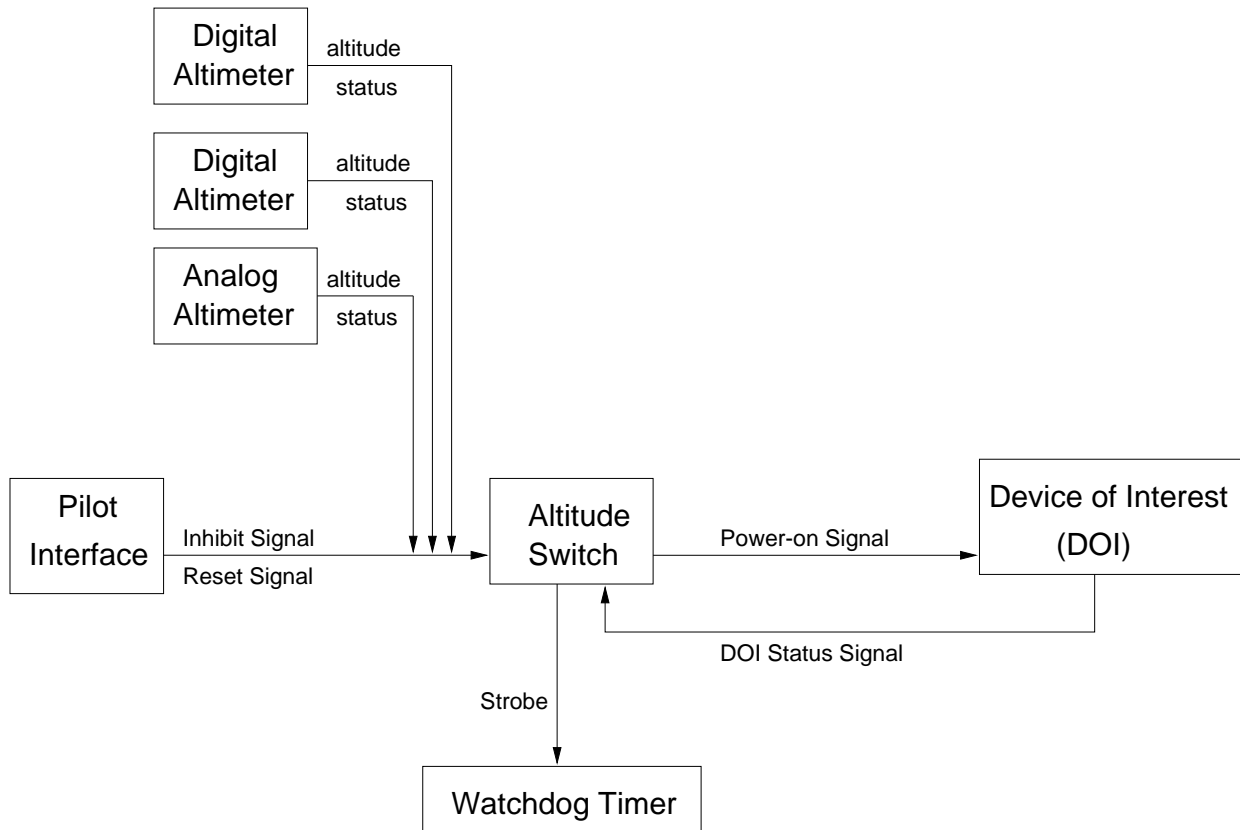 Digital
Altimeter
altitude
status
Digital
Altimeter
altitude
status
Analog
Altimeter
altitude
status
Pilot
Interface
Inhibit Signal
Reset Signal
Altitude
Switch
Power-on Signal
Device of Interest
(DOI)
DOI Status Signal
Strobe
Watchdog Timer